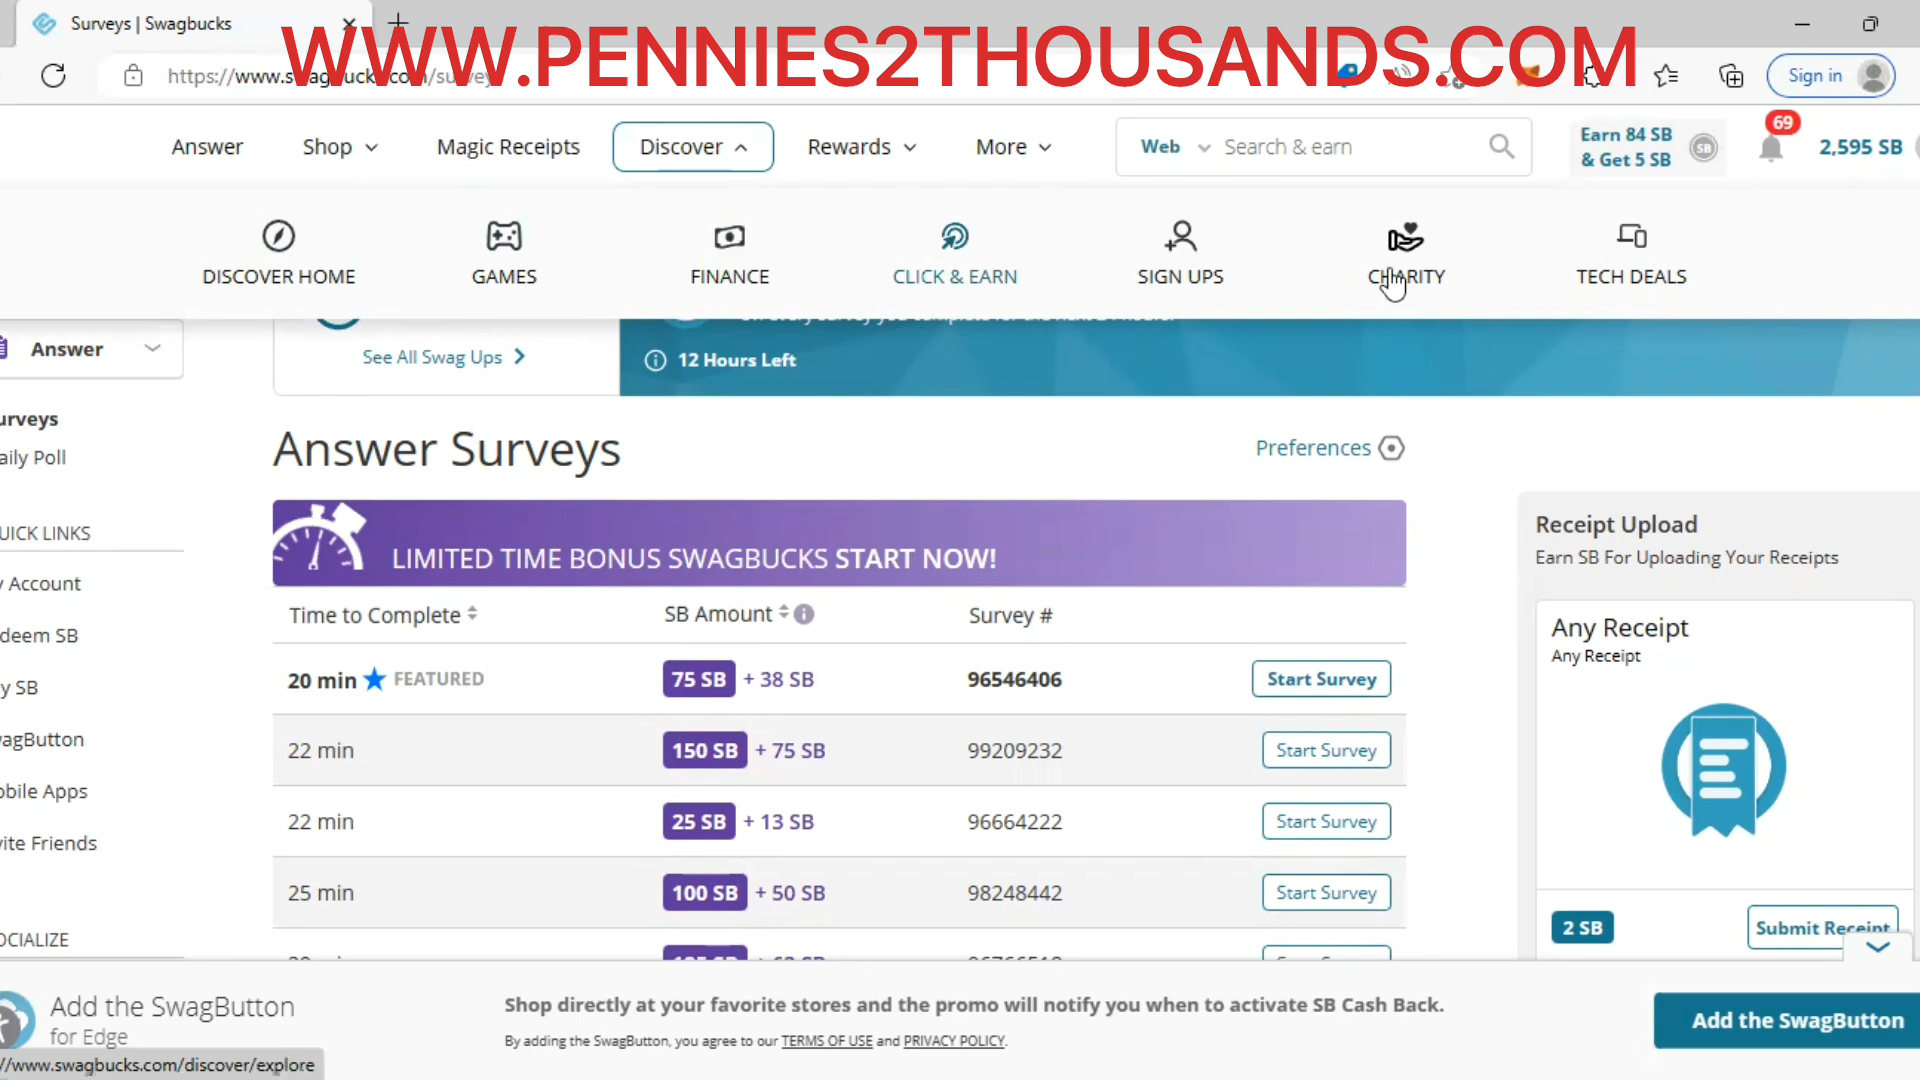 Surveys | Swagbucks
WWW.PENNIES2THOUSANDS.COM
Sign in
Answer
Shop
Magic Receipts
Discover
Rewards
More
Web
Search & earn
Earn 84 SB
& Get 5 SB
69
2,595 SB
DISCOVER HOME
GAMES
FINANCE
CLICK & EARN
SIGN UPS
CHARITY
TECH DEALS
Answer
See All Swag Ups
12 Hours Left
urveys
aily Poll
UICK LINKS
y Account
deem SB
y SB
vagButton
obile Apps
vite Friends
OCIALIZE
Answer Surveys
Preferences
LIMITED TIME BONUS SWAGBUCKS START NOW!
Time to Complete
SB Amount
Survey #
20 min FEATURED 75 SB + 38 SB 96546406 Start Survey
22 min 150 SB + 75 SB 99209232 Start Survey
22 min 25 SB + 13 SB 96664222 Start Survey
25 min 100 SB + 50 SB 98248442 Start Survey
Receipt Upload
Earn SB For Uploading Your Receipts
Any Receipt
Any Receipt
2 SB
Submit Receipt
Add the SwagButton
for Edge
Shop directly at your favorite stores and the promo will notify you when to activate SB Cash Back.
By adding the SwagButton, you agree to our TERMS OF USE and PRIVACY POLICY.
Add the SwagButton
//www.swagbucks.com/discover/explore